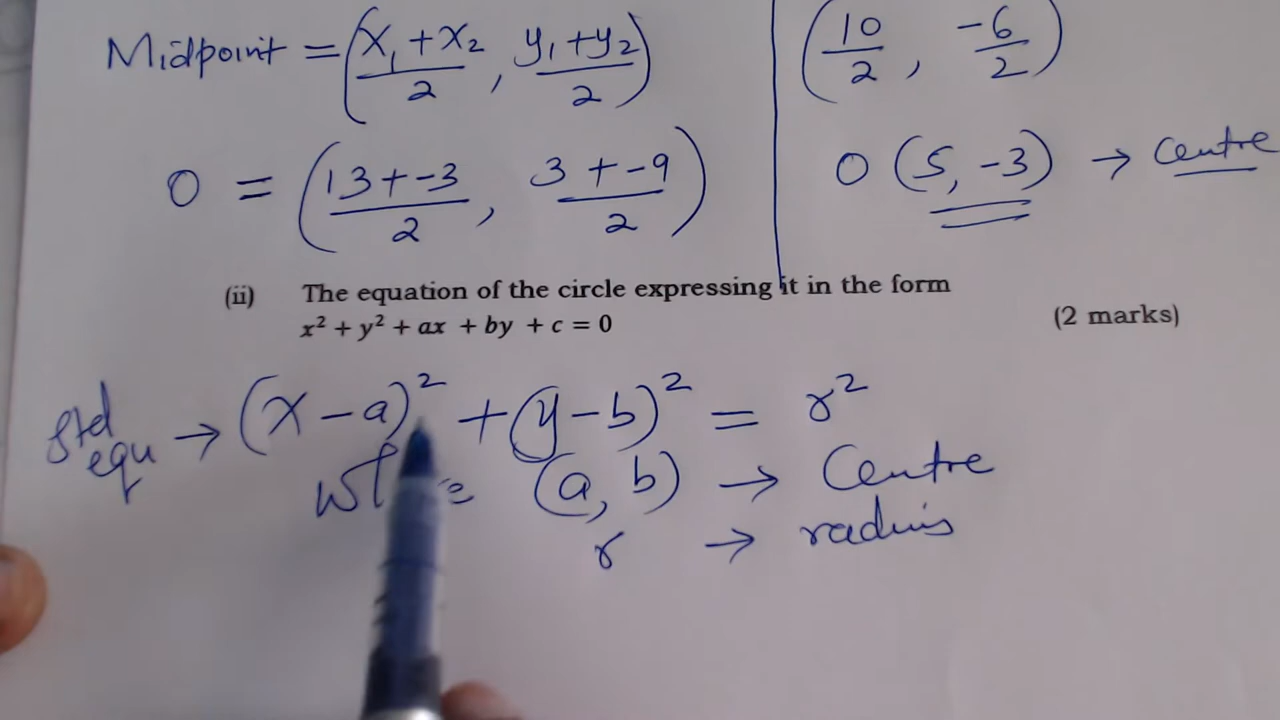 Midpoint = (x₁ + x₂ / 2 , y₁ + y₂ / 2)
O = (13 + -3 / 2 , 3 + -9 / 2)
(10 / 2 , -6 / 2)
O (5, -3) → Centre
(ii) The equation of the circle expressing it in the form
x² + y² + ax + by + c = 0 (2 marks)
Std equ → (x - a)² + (y - b)² = r²
(a, b) → Centre
r → radius